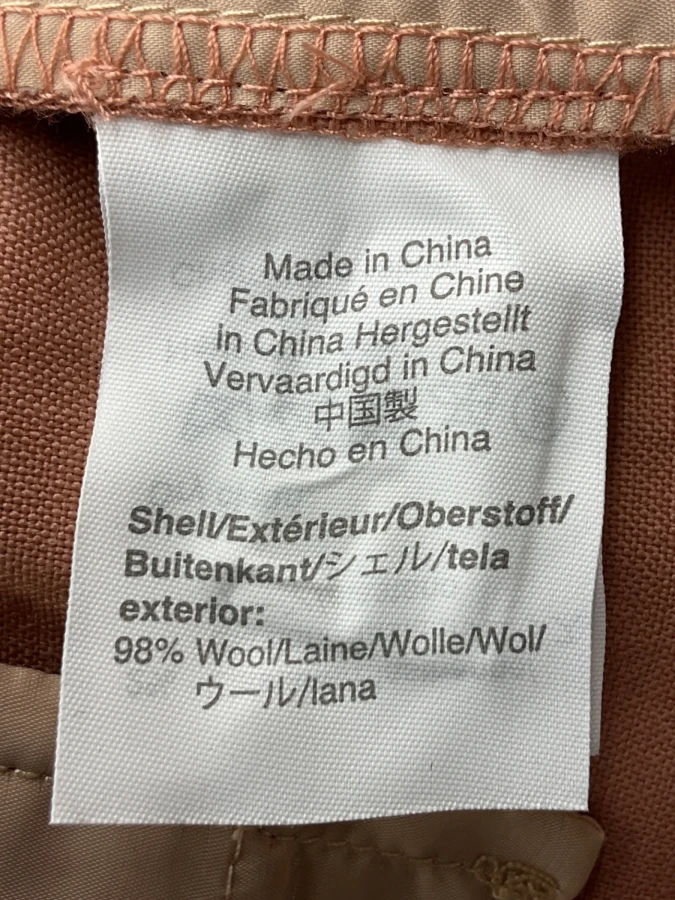 Made in China
Fabriqué en Chine
in China Hergestellt
Vervaardigd in China
中国製
Hecho en China
Shell/Extérieur/Oberstoff/
Buitenkant/シェル/tela
exterior:
98% Wool/Laine/Wolle/Wol/
ウール/lana